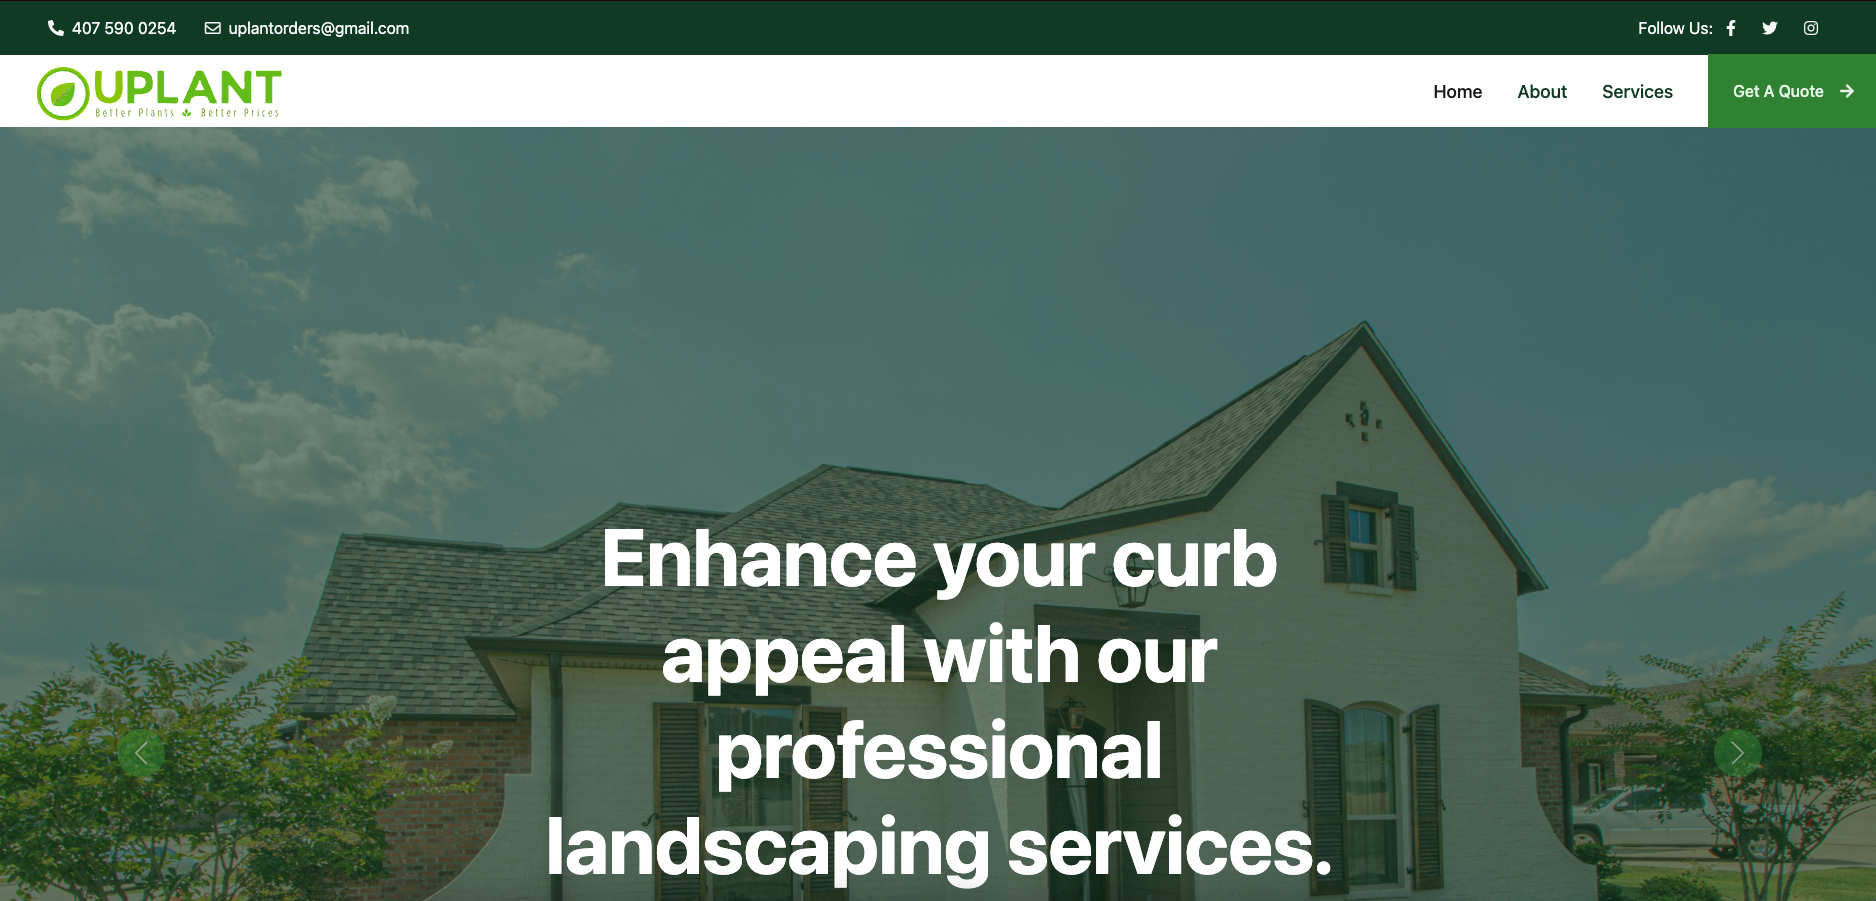 407 590 0254
uplantorders@gmail.com
Follow Us:
UPLANT
Better Plants Better Prices
Home
About
Services
Get A Quote
Enhance your curb
appeal with our
professional
landscaping services.